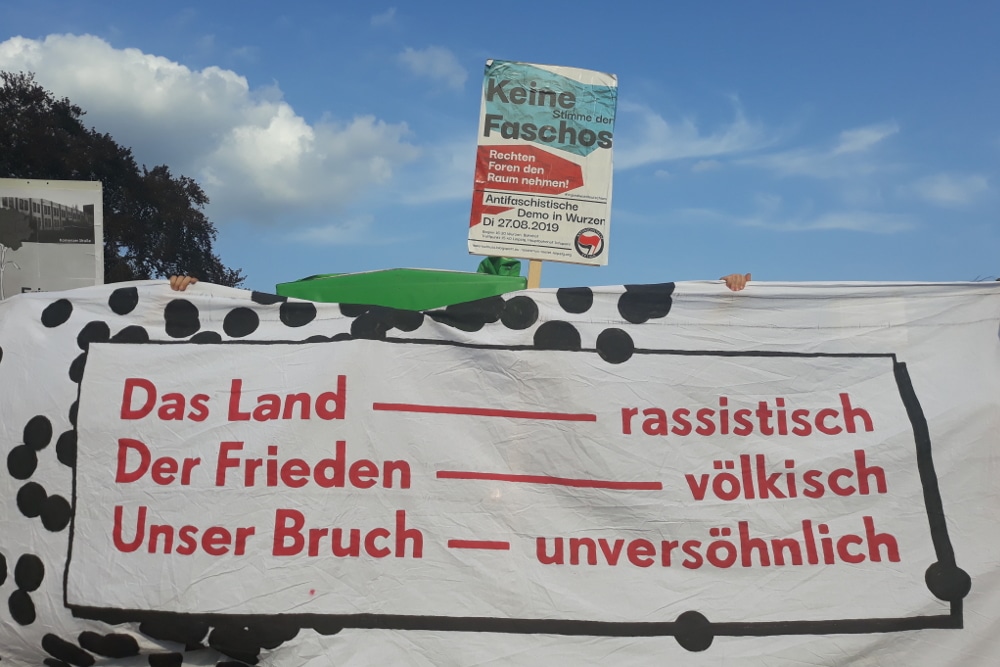 Keine
Stimme den
Faschos
Rechten
Foren den
Raum nehmen!
Antifaschistische
Demo in Wurzen
Di 27.08.2019
Das Land — rassistisch
Der Frieden — völkisch
Unser Bruch — unversöhnlich